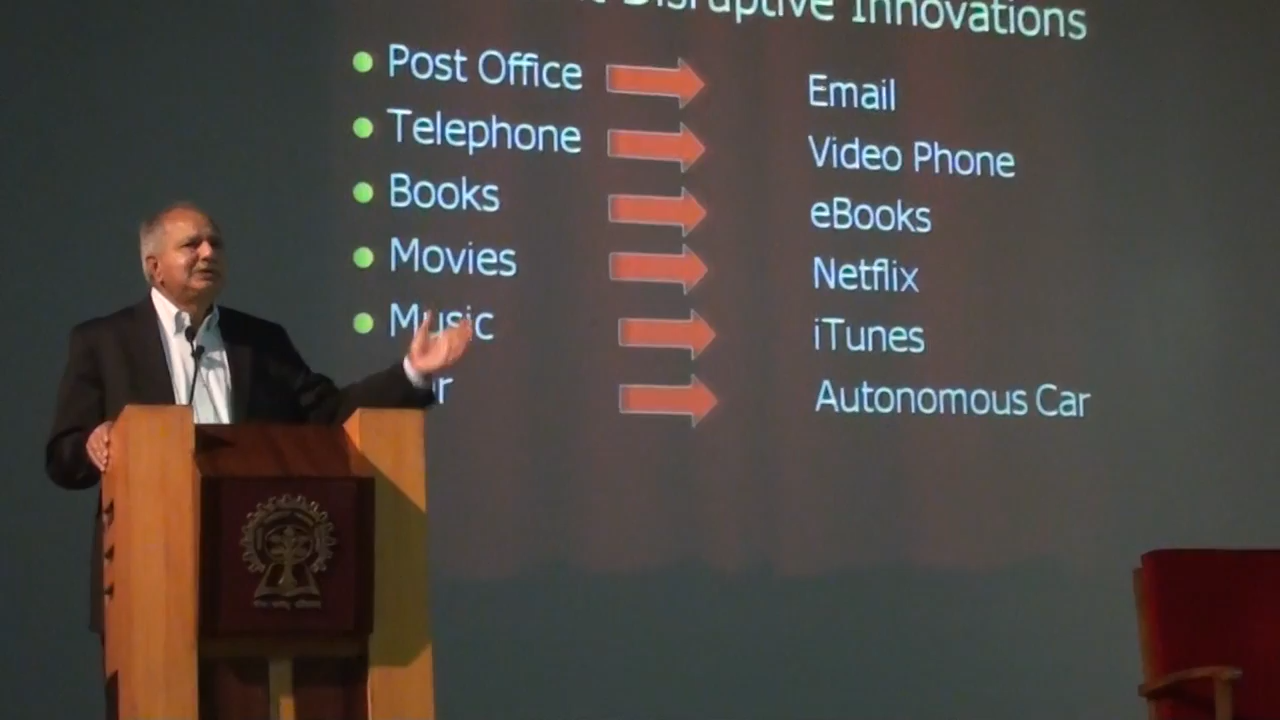 Disruptive Innovations
Post Office Email
Telephone Video Phone
Books eBooks
Movies Netflix
Music iTunes
Autonomous Car